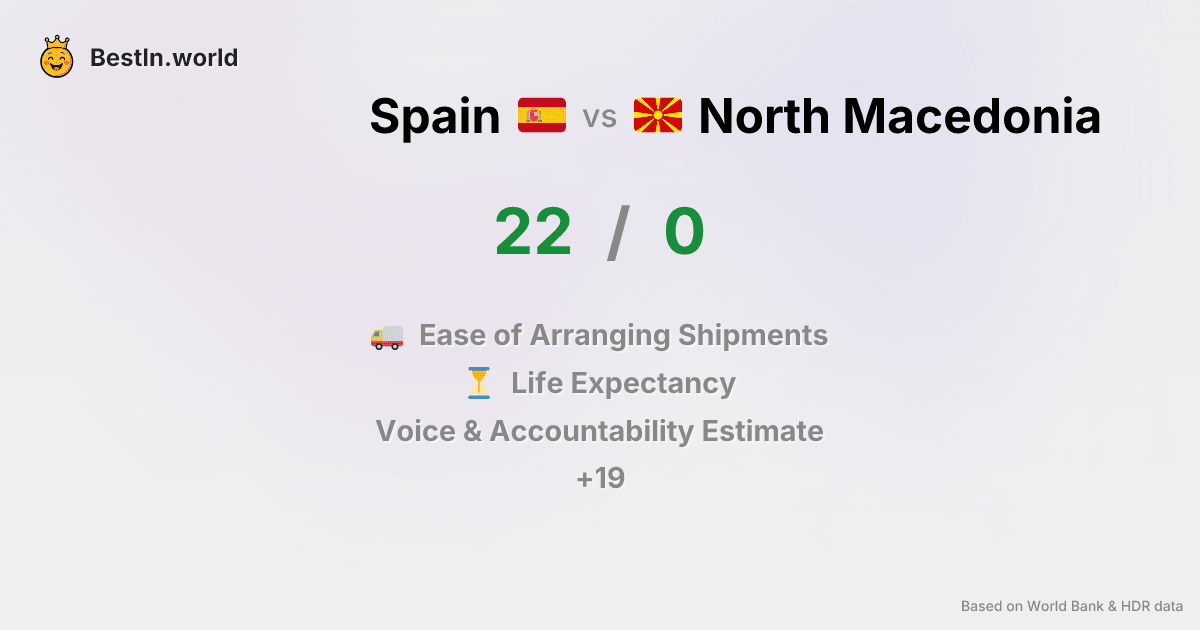 BestIn.world
Spain vs North Macedonia
22 / 0
Ease of Arranging Shipments
Life Expectancy
Voice & Accountability Estimate
+19
Based on World Bank & HDR data